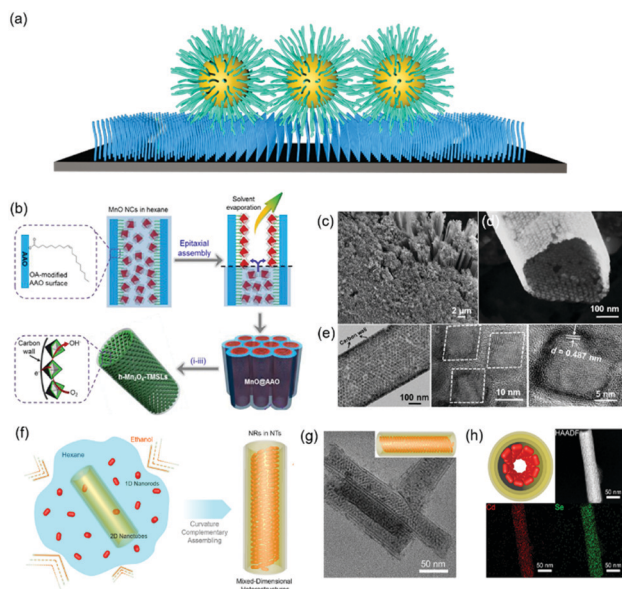 (a)
(b)
MnO NCs in hexane
Solvent
evaporation
AAO
OA-modified
AAO surface
Epitaxial
assembly
Carbon
wall
OH⁻
e⁻
O₂
h-Mn₃O₄-TMSLs
(i-iii)
MnO@AAO
(c)
2 μm
(d)
100 nm
(e)
Carbon wall
100 nm
10 nm
d = 0.487 nm
5 nm
(f)
Hexane
Ethanol
1D Nanorods
2D Nanotubes
Curvature
Complementary
Assembling
NRs in NTs
Mixed-Dimensional
(g)
50 nm
(h)
HAADF
50 nm
Cd
50 nm
Se
50 nm